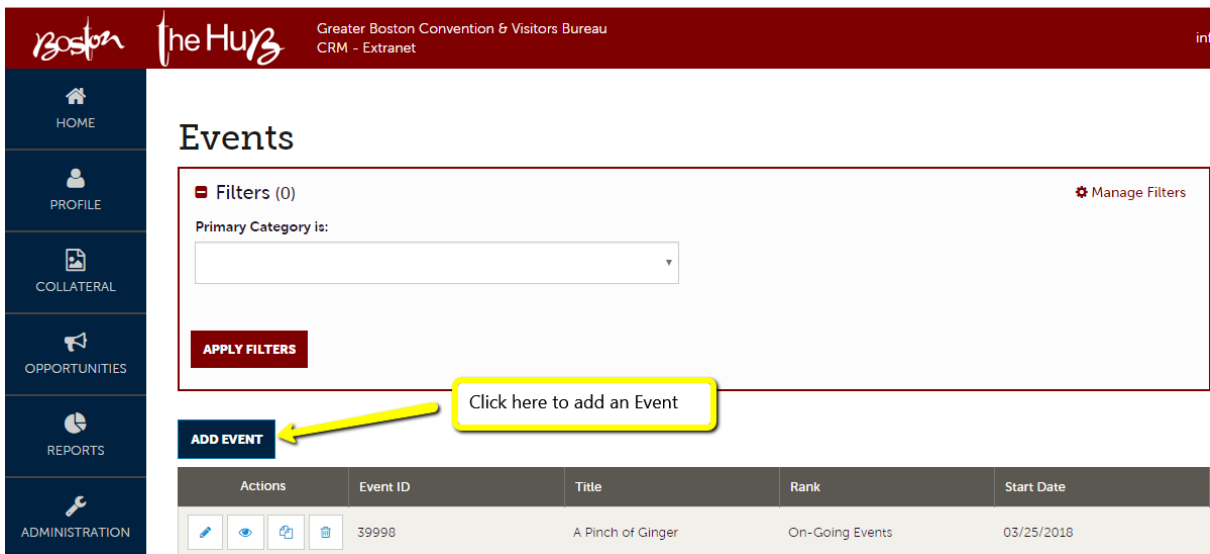 Boston
the HuB
Greater Boston Convention & Visitors Bureau
CRM - Extranet
HOME
PROFILE
COLLATERAL
OPPORTUNITIES
REPORTS
ADMINISTRATION
Events
Filters (0)
Manage Filters
Primary Category is:
APPLY FILTERS
Click here to add an Event
ADD EVENT
Actions Event ID Title Rank Start Date
39998 A Pinch of Ginger On-Going Events 03/25/2018